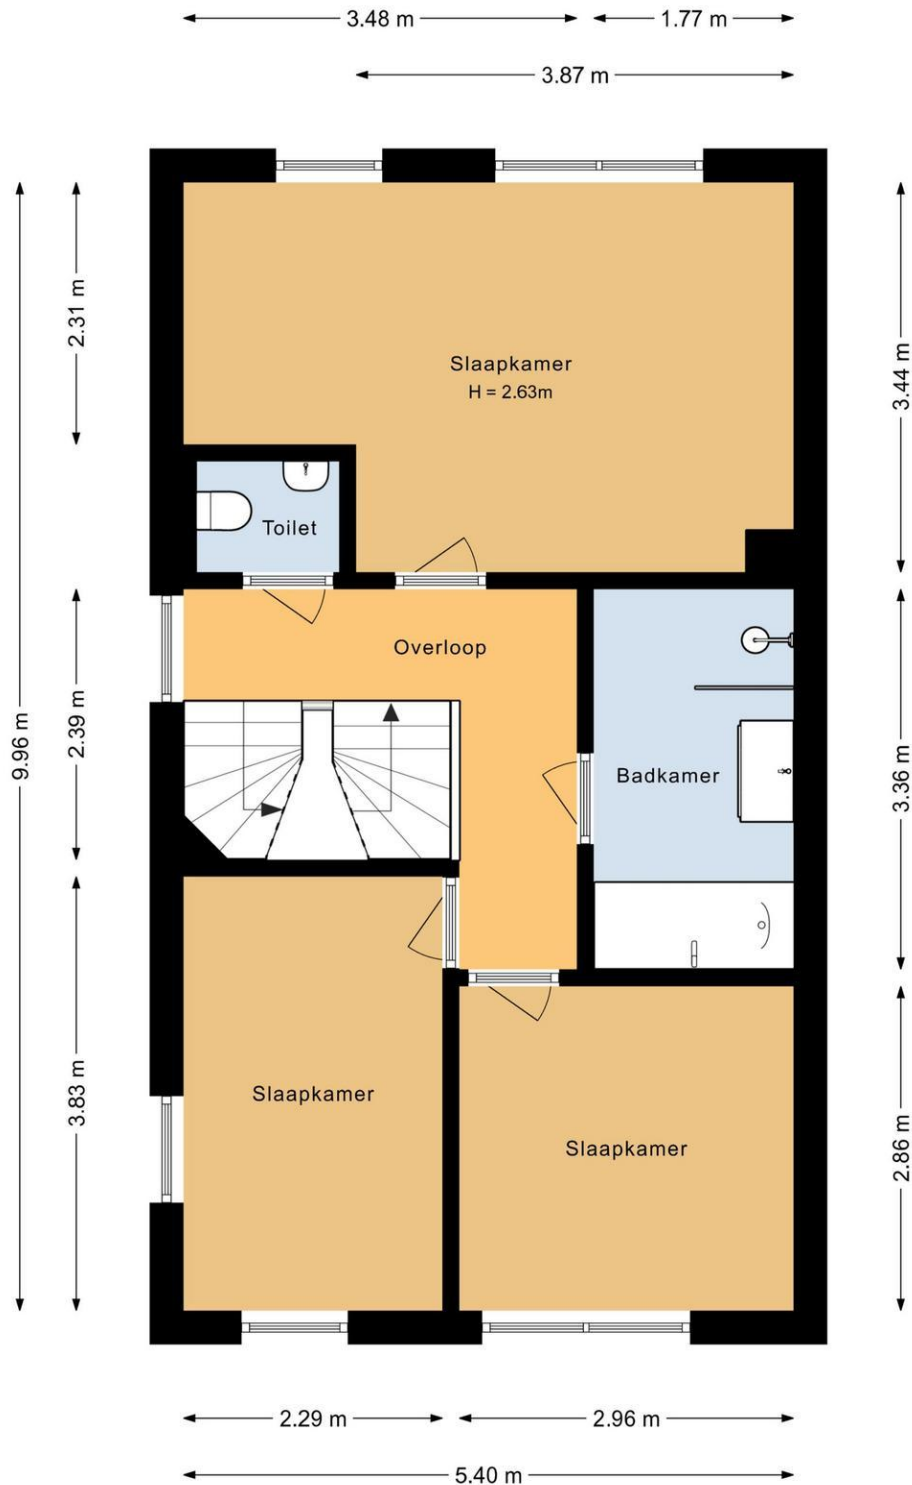 3.48 m
1.77 m
3.87 m
2.31 m
3.44 m
Slaapkamer
H = 2.63m
Toilet
Overloop
9.96 m
2.39 m
Badkamer
3.36 m
3.83 m
Slaapkamer
Slaapkamer
2.86 m
2.29 m
2.96 m
5.40 m